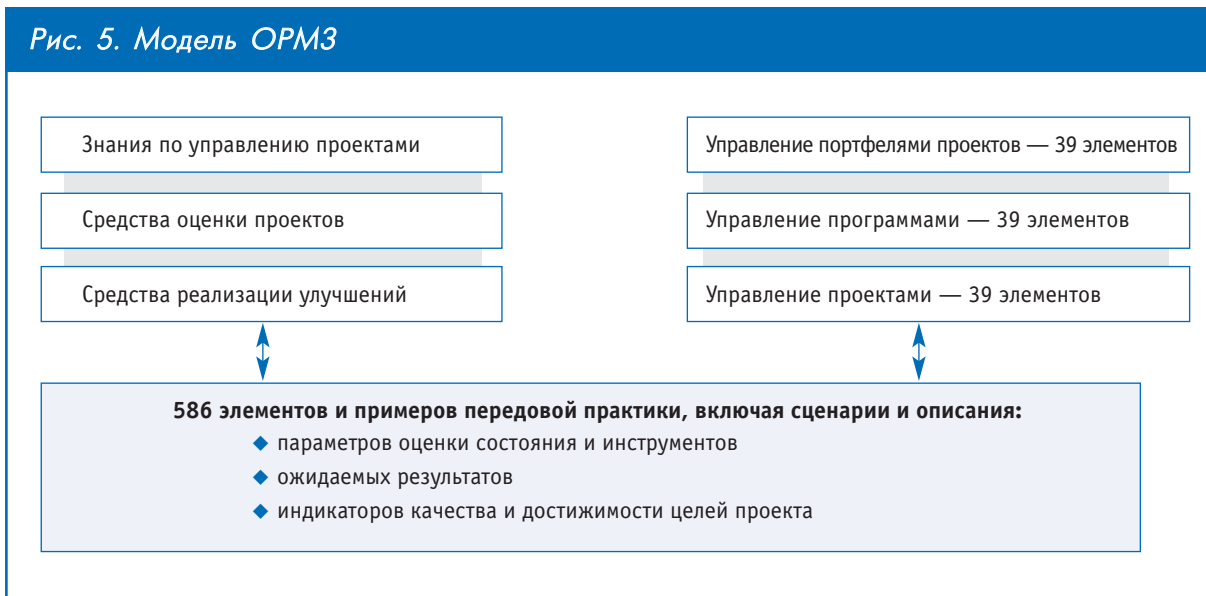 Рис. 5. Модель ОРМ3
Знания по управлению проектами
Средства оценки проектов
Средства реализации улучшений
Управление портфелями проектов — 39 элементов
Управление программами — 39 элементов
Управление проектами — 39 элементов
586 элементов и примеров передовой практики, включая сценарии и описания:
◆ параметров оценки состояния и инструментов
◆ ожидаемых результатов
◆ индикаторов качества и достижимости целей проекта